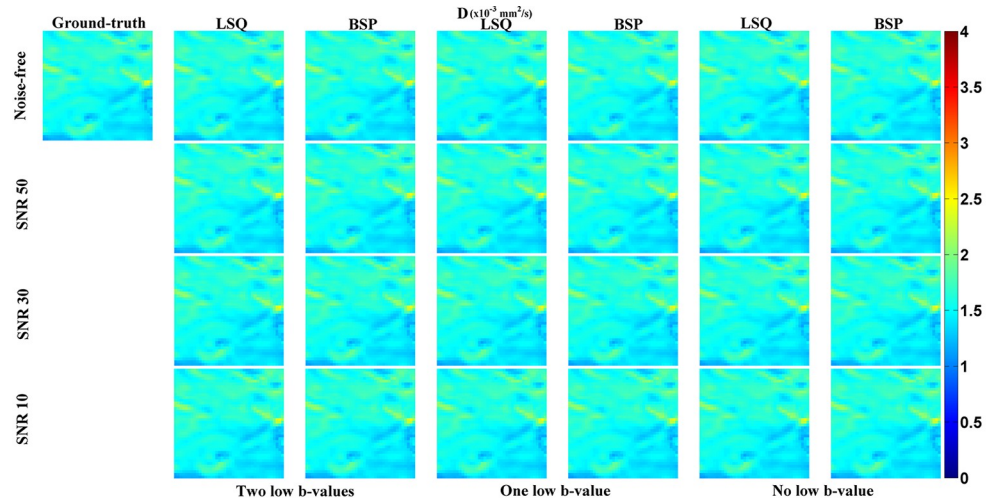 D (x10⁻³ mm²/s)
Ground-truth LSQ BSP LSQ BSP LSQ BSP
Noise-free
SNR 50
SNR 30
SNR 10
4
3.5
3
2.5
2
1.5
1
0.5
0
Two low b-values One low b-value No low b-value